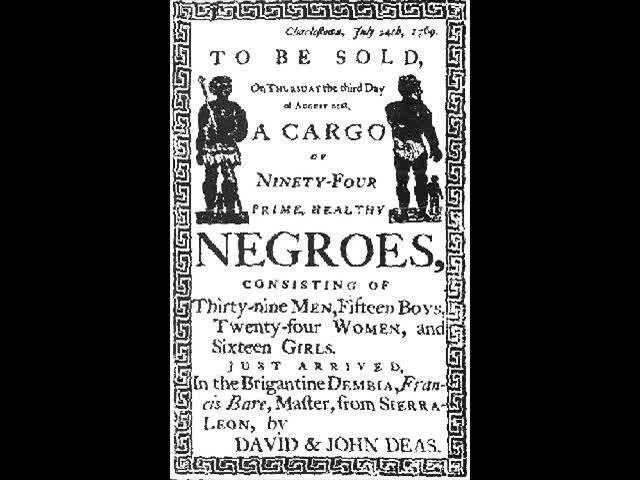 Charlestown, July 24th, 1769.
TO BE SOLD,
On THURSDAY the third Day
of AUGUST next,
A CARGO
OF
NINETY-FOUR
PRIME, HEALTHY
NEGROES,
CONSISTING OF
Thirty-nine MEN, Fifteen BOYS,
Twenty-four WOMEN, and
Sixteen GIRLS.
JUST ARRIVED,
In the Brigantine DEMBIA, Fran-
cis Bare, Master, from SIERRA-
LEON, by
DAVID & JOHN DEAS.